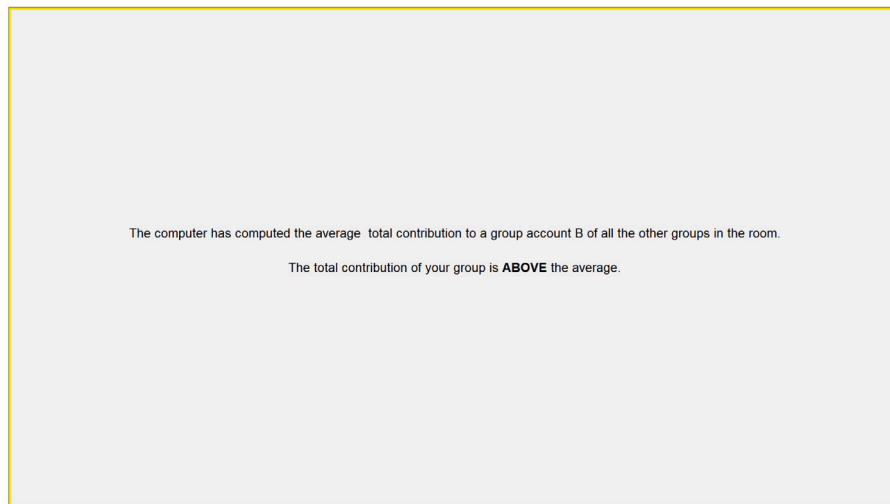 The computer has computed the average  total contribution to a group account B of all the other groups in the room.
The total contribution of your group is ABOVE the average.